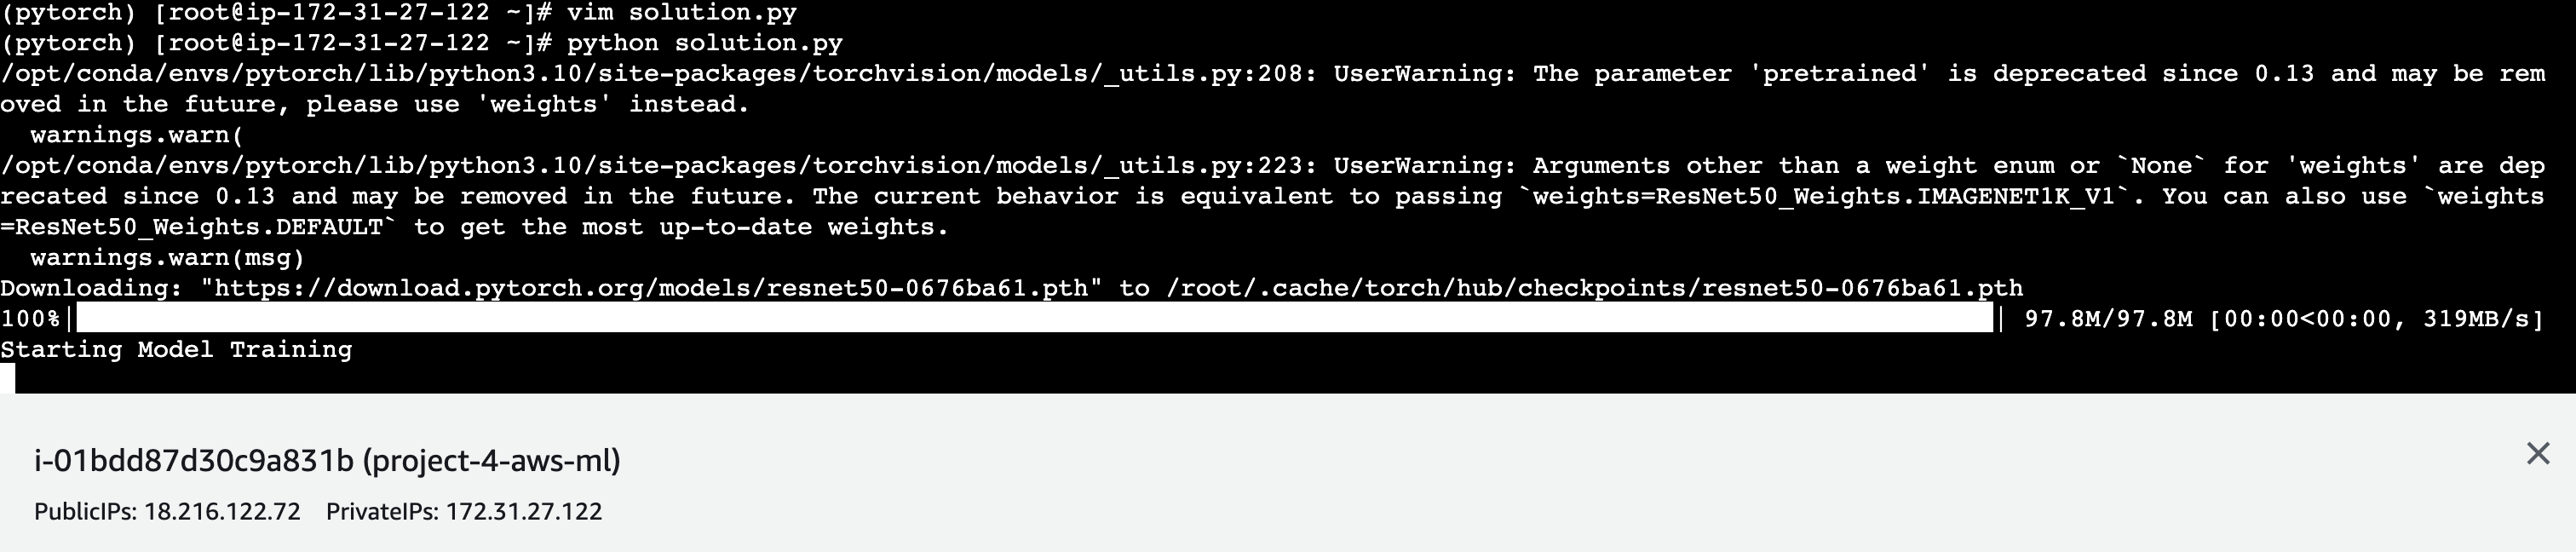 (pytorch) [root@ip-172-31-27-122 ~]# vim solution.py
(pytorch) [root@ip-172-31-27-122 ~]# python solution.py
/opt/conda/envs/pytorch/lib/python3.10/site-packages/torchvision/models/_utils.py:208: UserWarning: The parameter 'pretrained' is deprecated since 0.13 and may be rem
oved in the future, please use 'weights' instead.
  warnings.warn(
/opt/conda/envs/pytorch/lib/python3.10/site-packages/torchvision/models/_utils.py:223: UserWarning: Arguments other than a weight enum or `None` for 'weights' are dep
recated since 0.13 and may be removed in the future. The current behavior is equivalent to passing `weights=ResNet50_Weights.IMAGENET1K_V1`. You can also use `weights
=ResNet50_Weights.DEFAULT` to get the most up-to-date weights.
  warnings.warn(msg)
Downloading: "https://download.pytorch.org/models/resnet50-0676ba61.pth" to /root/.cache/torch/hub/checkpoints/resnet50-0676ba61.pth
100%| | 97.8M/97.8M [00:00<00:00, 319MB/s]
Starting Model Training
i-01bdd87d30c9a831b (project-4-aws-ml)
PublicIPs: 18.216.122.72 PrivateIPs: 172.31.27.122